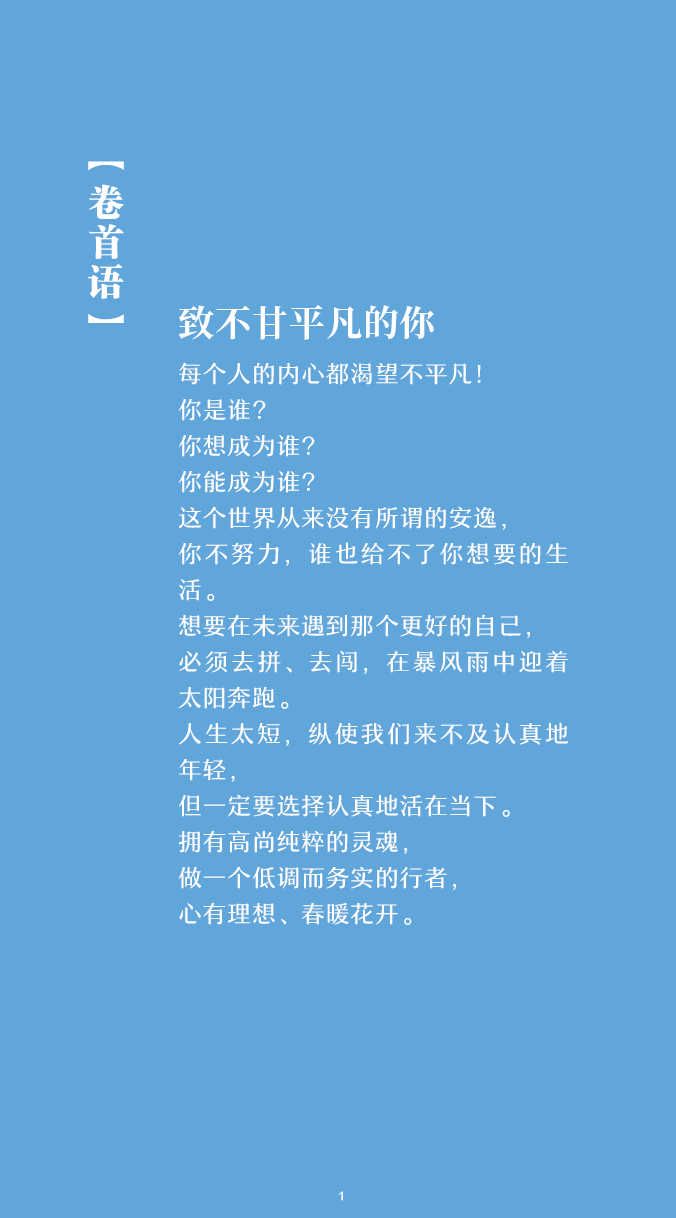 【卷首语】
致不甘平凡的你
每个人的内心都渴望不平凡！
你是谁？
你想成为谁？
你能成为谁？
这个世界从来没有所谓的安逸，
你不努力，谁也给不了你想要的生
活。
想要在未来遇到那个更好的自己，
必须去拼、去闯，在暴风雨中迎着
太阳奔跑。
人生太短，纵使我们来不及认真地
年轻，
但一定要选择认真地活在当下。
拥有高尚纯粹的灵魂，
做一个低调而务实的行者，
心有理想、春暖花开。
1